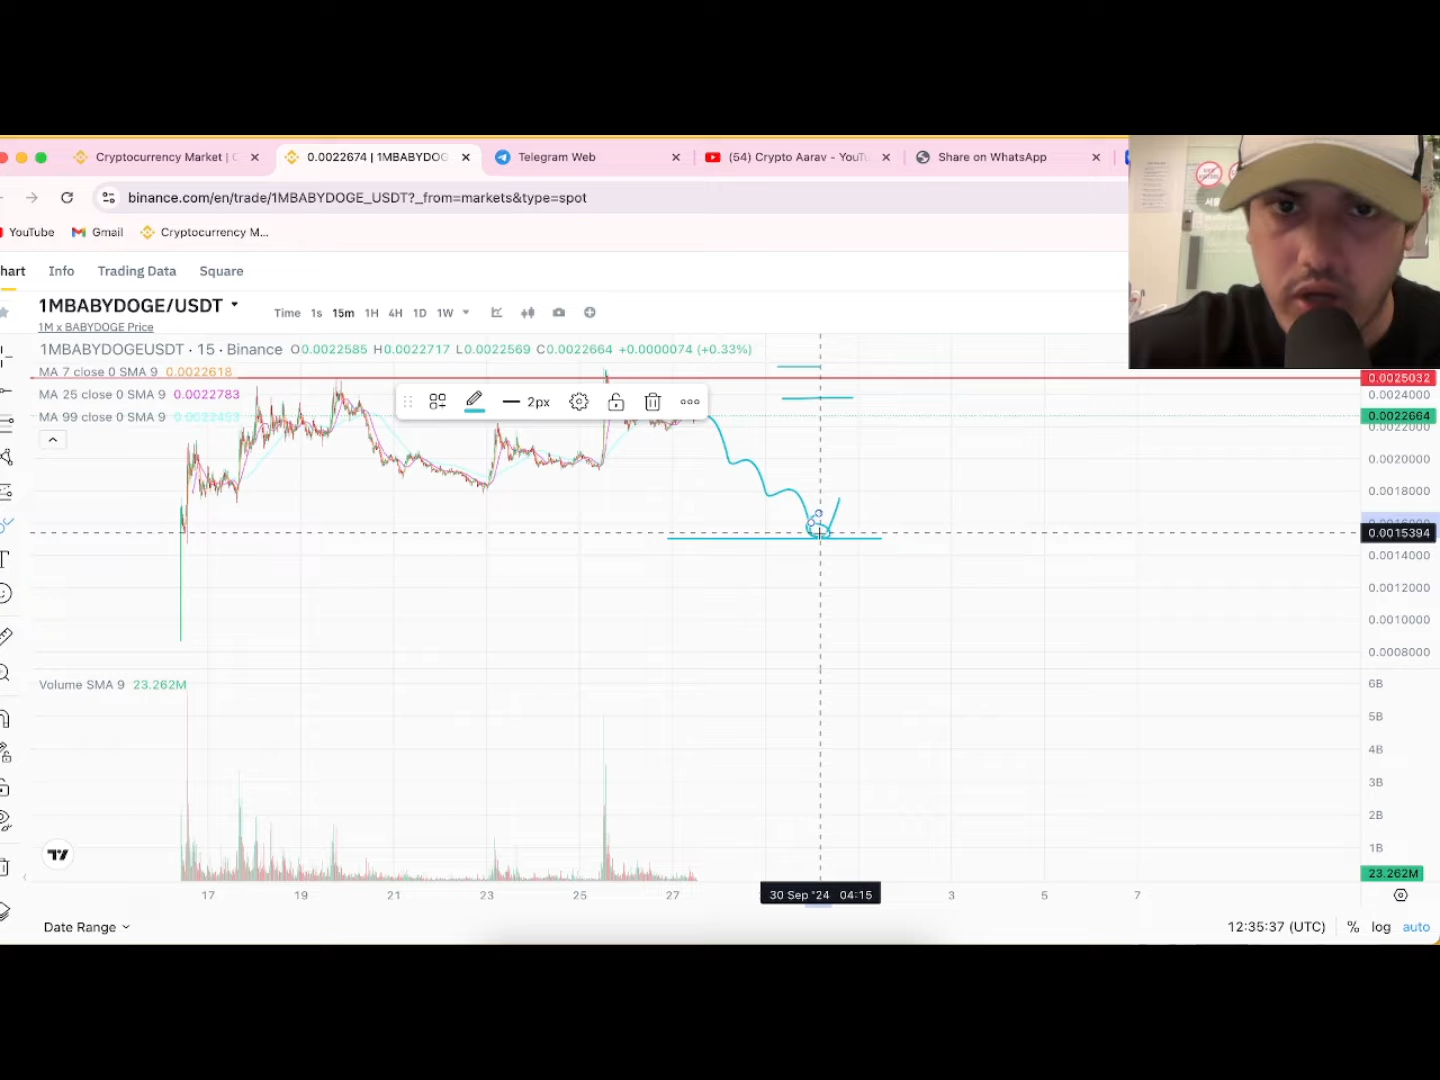 Cryptocurrency Market | C
0.0022674 | 1MBABYDOG
Telegram Web
(54) Crypto Aarav - YouTu
Share on WhatsApp
binance.com/en/trade/1MBABYDOGE_USDT?_from=markets&type=spot
YouTube
Gmail
Cryptocurrency M...
hart
Info
Trading Data
Square
1MBABYDOGE/USDT
1M x BABYDOGE Price
Time 1s 15m 1H 4H 1D 1W
1MBABYDOGEUSDT · 15 · Binance O0.0022585 H0.0022717 L0.0022569 C0.0022664 +0.0000074 (+0.33%)
MA 7 close 0 SMA 9 0.0022618
MA 25 close 0 SMA 9 0.0022783
MA 99 close 0 SMA 9 0.0022453
2px
0.0025032
0.0024000
0.0022664
0.0022000
0.0020000
0.0018000
0.0015394
0.0014000
0.0012000
0.0010000
0.0008000
Volume SMA 9 23.262M
6B
5B
4B
3B
2B
1B
23.262M
17 19 21 23 25 27 30 Sep '24 04:15 3 5 7
Date Range
12:35:37 (UTC) % log auto